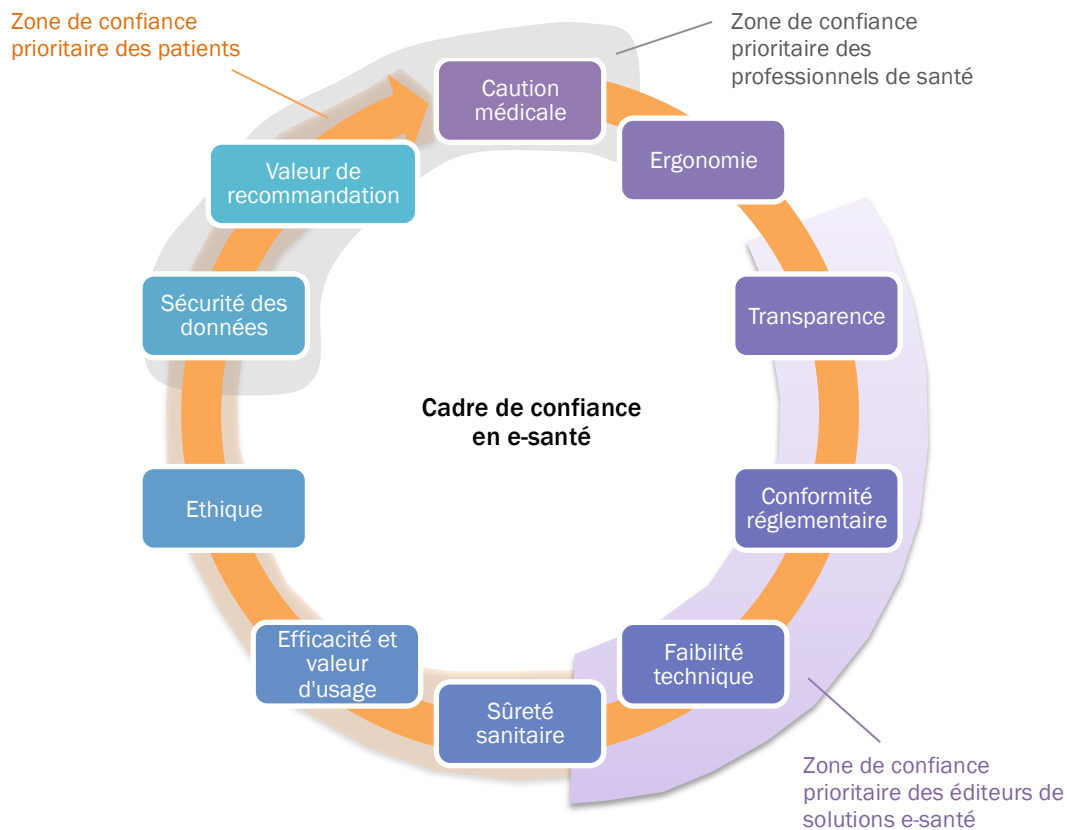 Zone de confiance
prioritaire des patients
Zone de confiance
prioritaire des
professionnels de santé
Caution
médicale
Ergonomie
Valeur de
recommandation
Sécurité des
données
Transparence
Cadre de confiance
en e-santé
Ethique
Conformité
réglementaire
Efficacité et
valeur
d'usage
Faibilité
technique
Sûreté
sanitaire
Zone de confiance
prioritaire des éditeurs de
solutions e-santé